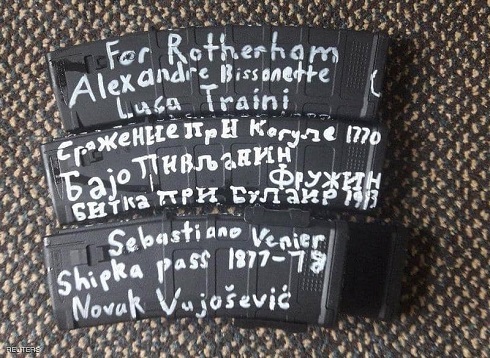 For Rotherham
Alexandre Bissonette
Luca Traini
сражение при Кагуле 1770
Бајо Пивљанин
Фружин
битка при Булаир 1913
Sebastiano Venier
Shipka pass 1877-78
Novak Vujošević
REUTERS